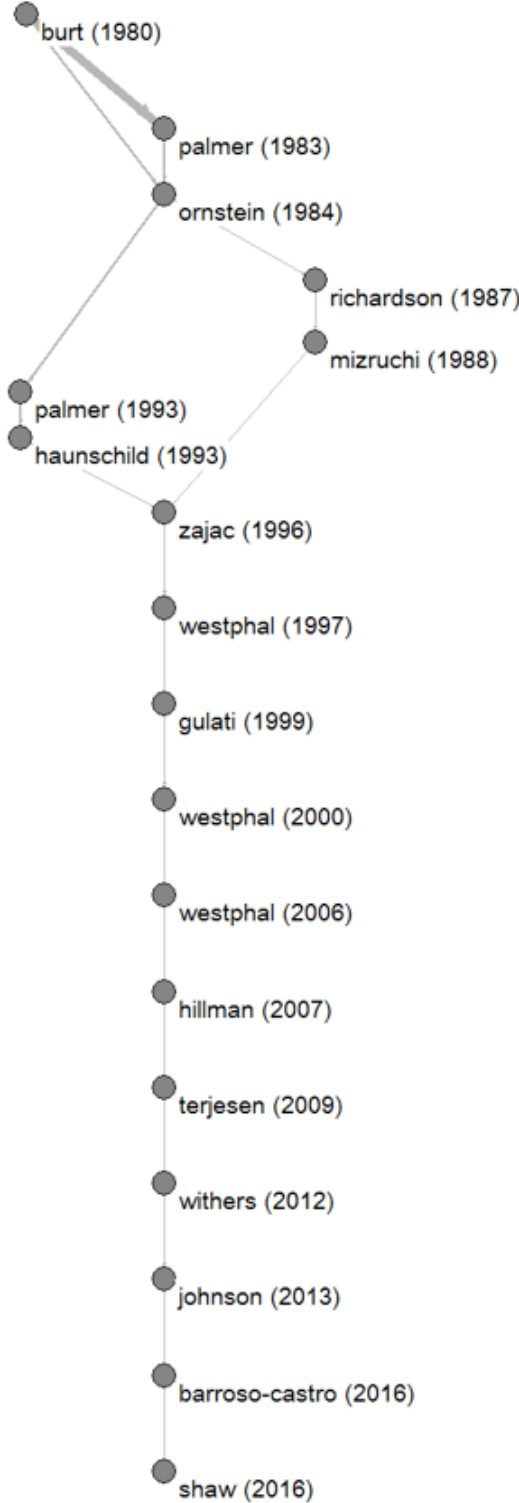 burt (1980)
palmer (1983)
ornstein (1984)
richardson (1987)
mizruchi (1988)
palmer (1993)
haunschild (1993)
zajac (1996)
westphal (1997)
gulati (1999)
westphal (2000)
westphal (2006)
hillman (2007)
terjesen (2009)
withers (2012)
johnson (2013)
barroso-castro (2016)
shaw (2016)